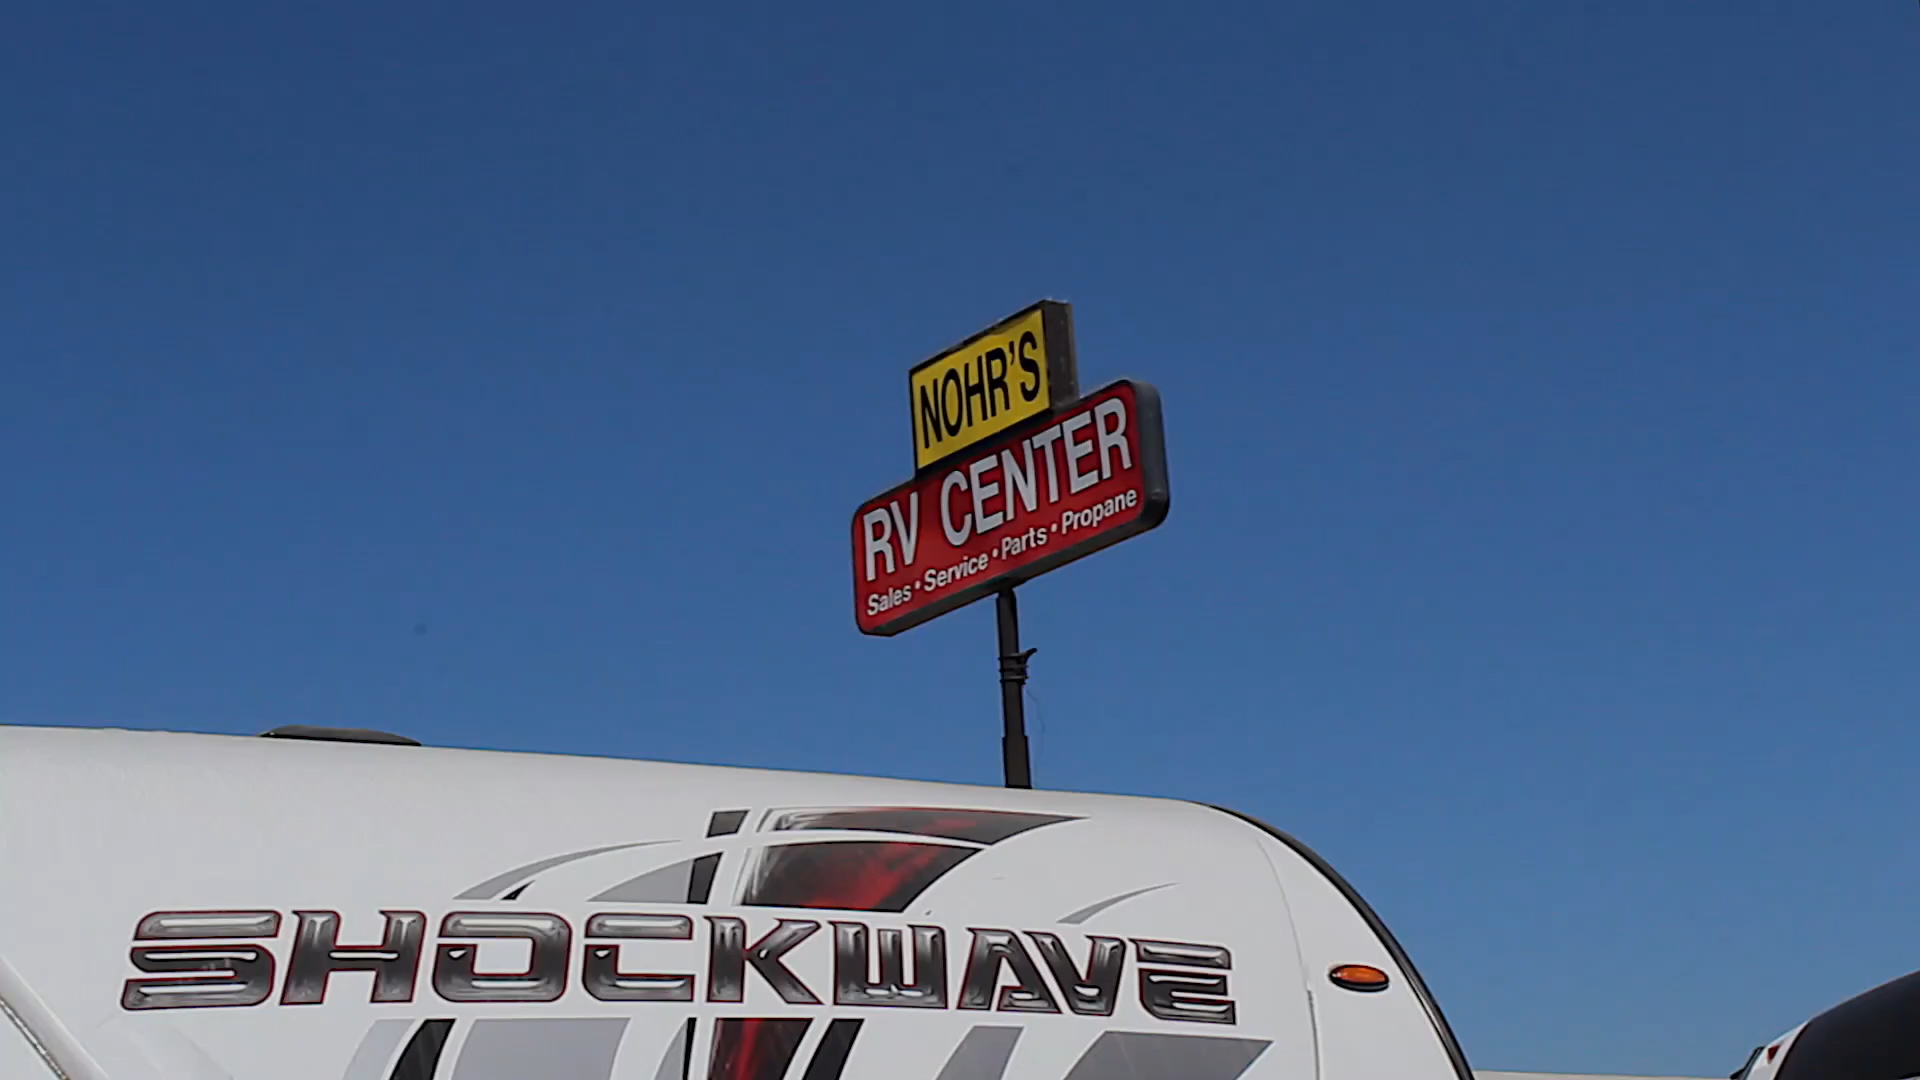 NOHR'S
RV CENTER
Sales • Service • Parts • Propane
SHOCKWAVE